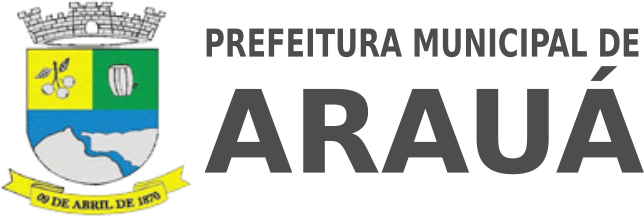 PREFEITURA MUNICIPAL DE
ARAUÁ
09 DE ABRIL DE 1870